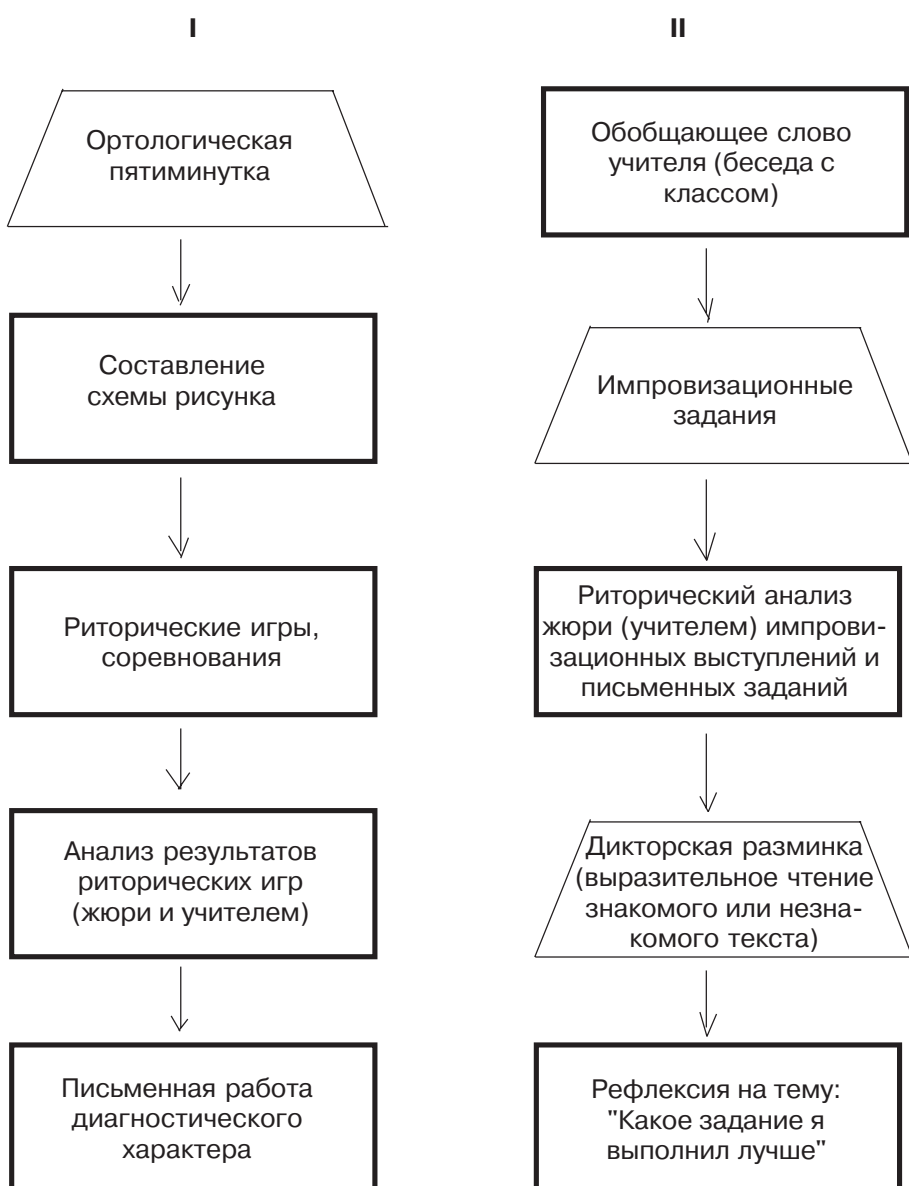 I
Ортологическая
пятиминутка
Составление
схемы рисунка
Риторические игры,
соревнования
Анализ результатов
риторических игр
(жюри и учителем)
Письменная работа
диагностического
характера
II
Обобщающее слово
учителя (беседа с
классом)
Импровизационные
задания
Риторический анализ
жюри (учителем) импрови-
зационных выступлений и
письменных заданий
Дикторская разминка
(выразительное чтение
знакомого или незна-
комого текста)
Рефлексия на тему:
"Какое задание я
выполнил лучше"